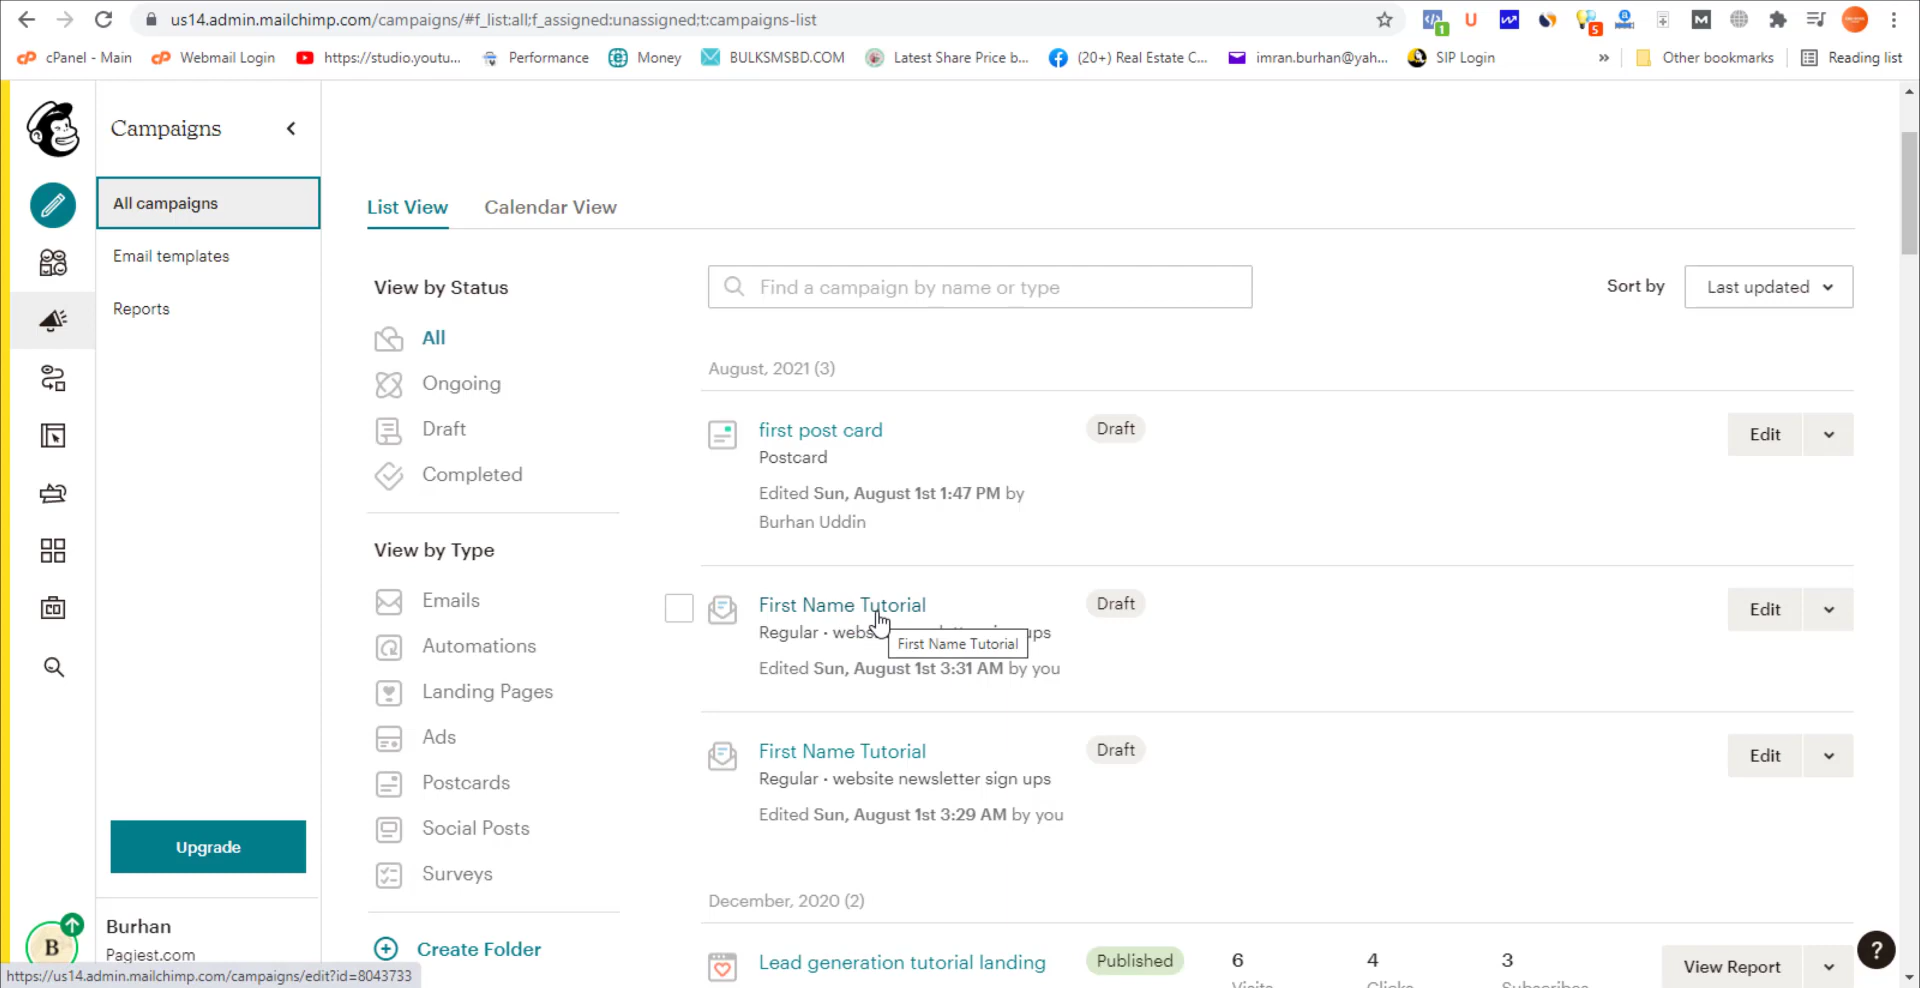 us14.admin.mailchimp.com/campaigns/#f_list:all;f_assigned:unassigned;t:campaigns-list
1
U
5
M
cPanel - Main
Webmail Login
https://studio.youtu...
Performance
Money
BULKSMSBD.COM
Latest Share Price b...
(20+) Real Estate C...
imran.burhan@yah...
SIP Login
»
Other bookmarks
Reading list
Campaigns
All campaigns
Email templates
Reports
Upgrade
B
Burhan
Pagiest.com
List View
Calendar View
View by Status
All
Ongoing
Draft
Completed
View by Type
Emails
Automations
Landing Pages
Ads
Postcards
Social Posts
Surveys
Create Folder
Find a campaign by name or type
Sort by
Last updated
August, 2021 (3)
first post card
Draft
Edit
Postcard
Edited Sun, August 1st 1:47 PM by
Burhan Uddin
First Name Tutorial
Draft
Edit
Regular •
ups
First Name Tutorial
Edited Sun, August 1st 3:31 AM by you
First Name Tutorial
Draft
Edit
Regular • website newsletter sign ups
Edited Sun, August 1st 3:29 AM by you
December, 2020 (2)
Lead generation tutorial landing
Published
6
4
3
View Report
Visits
Clicks
Subscribes
?
https://us14.admin.mailchimp.com/campaigns/edit?id=8043733